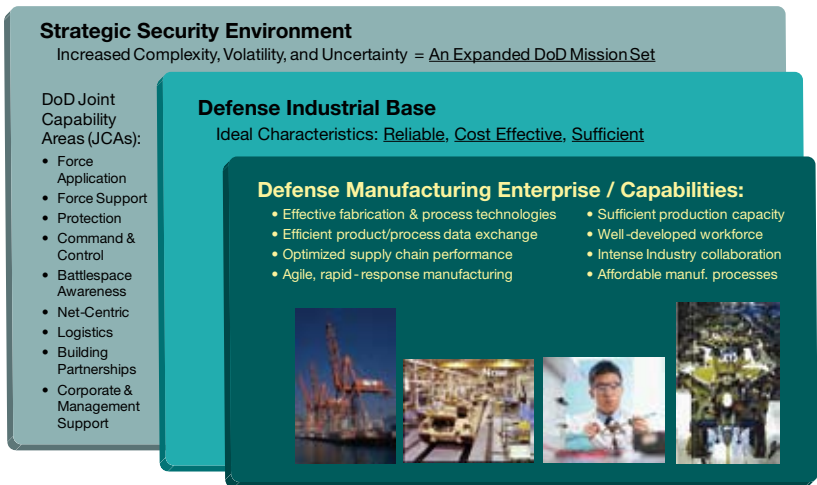 Strategic Security Environment
Increased Complexity, Volatility, and Uncertainty = An Expanded DoD Mission Set
DoD Joint
Capability
Areas (JCAs):
• Force
Application
• Force Support
• Protection
• Command &
Control
• Battlespace
Awareness
• Net-Centric
• Logistics
• Building
Partnerships
• Corporate &
Management
Support
Defense Industrial Base
Ideal Characteristics: Reliable, Cost Effective, Sufficient
Defense Manufacturing Enterprise / Capabilities:
• Effective fabrication & process technologies
• Efficient product/process data exchange
• Optimized supply chain performance
• Agile, rapid-response manufacturing
• Sufficient production capacity
• Well-developed workforce
• Intense Industry collaboration
• Affordable manuf. processes
Now